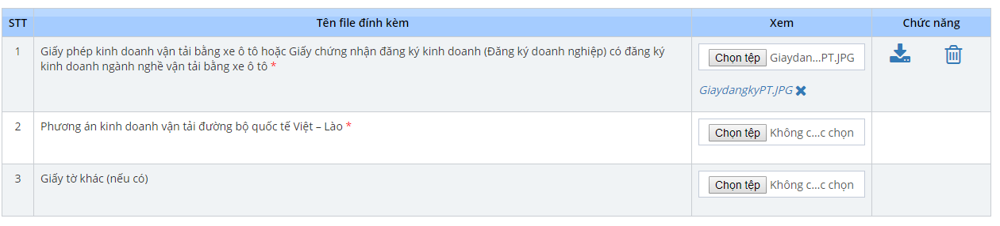 STT Tên file đính kèm Xem Chức năng
1 Giấy phép kinh doanh vận tải bằng xe ô tô hoặc Giấy chứng nhận đăng ký kinh doanh (Đăng ký doanh nghiệp) có đăng ký
kinh doanh ngành nghề vận tải bằng xe ô tô *
Chọn tệp Giaydan...PT.JPG
GiaydangkyPT.JPG
2 Phương án kinh doanh vận tải đường bộ quốc tế Việt – Lào *
Chọn tệp Không c...c chọn
3 Giấy tờ khác (nếu có)
Chọn tệp Không c...c chọn